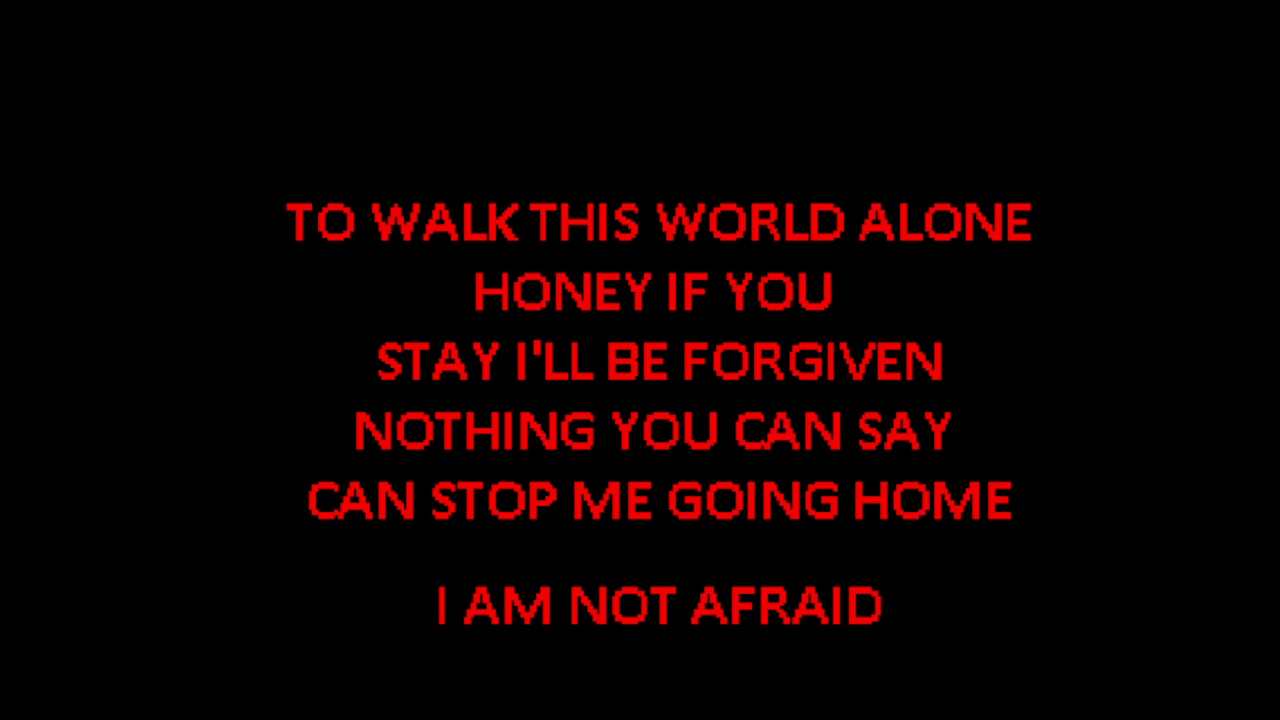 TO WALK THIS WORLD ALONE
HONEY IF YOU
STAY I'LL BE FORGIVEN
NOTHING YOU CAN SAY
CAN STOP ME GOING HOME
I AM NOT AFRAID